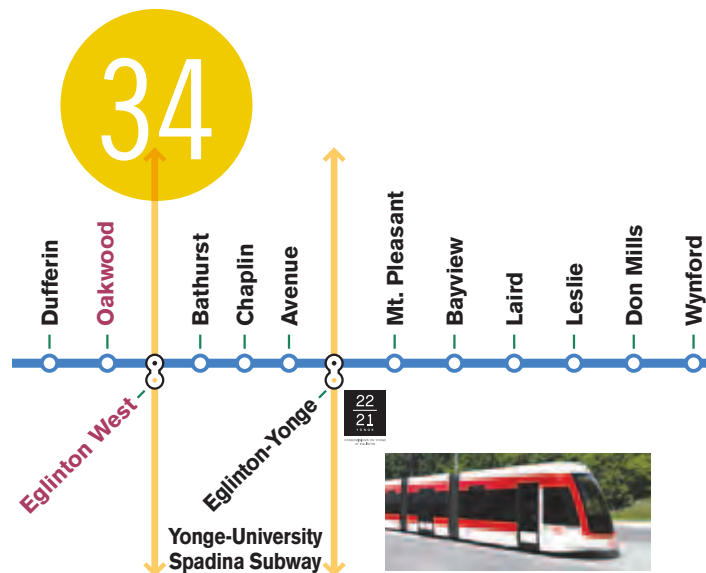 34
Dufferin
Oakwood
Eglinton West
Bathurst
Chaplin
Avenue
Eglinton-Yonge
Mt. Pleasant
Bayview
Laird
Leslie
Don Mills
Wynford
22
21
YONGE
Yonge-University
Spadina Subway